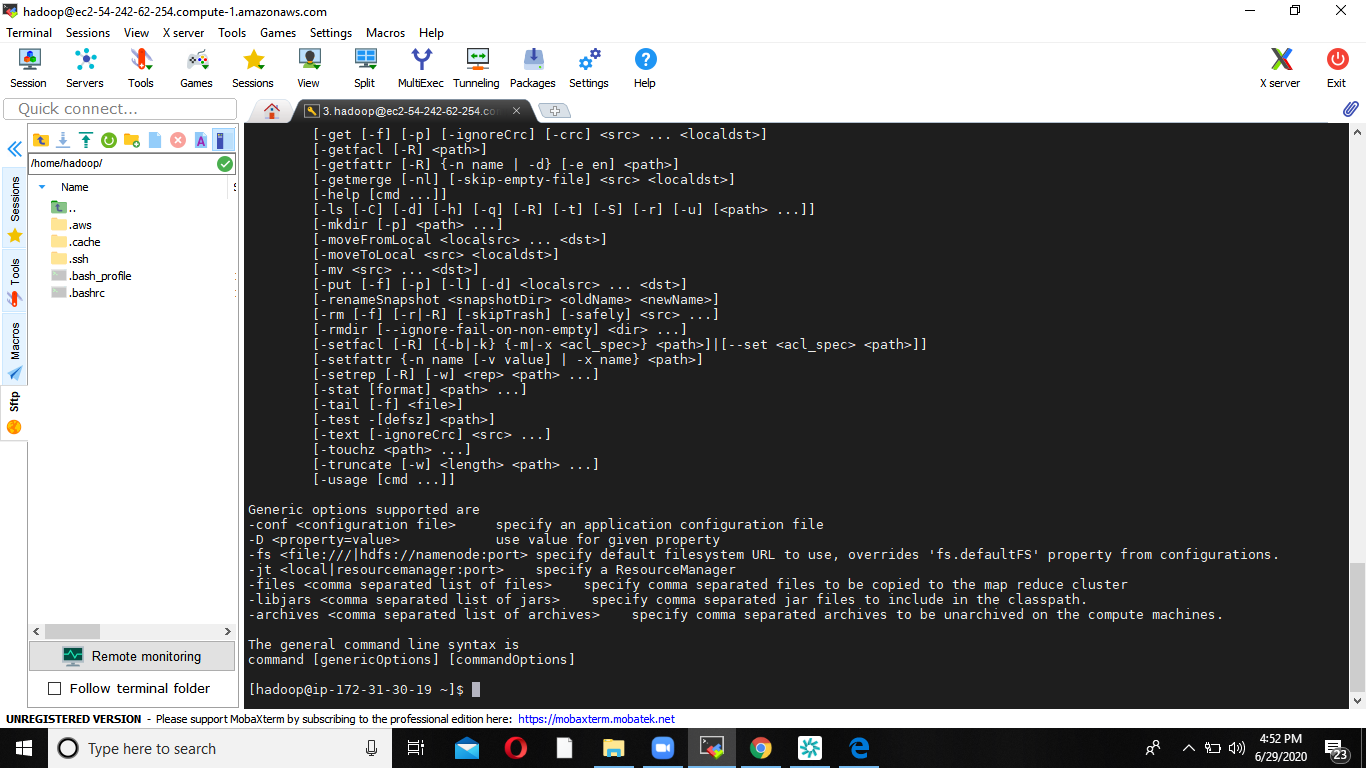 hadoop@ec2-54-242-62-254.compute-1.amazonaws.com
Terminal Sessions View X server Tools Games Settings Macros Help
Session Servers Tools Games Sessions View Split MultiExec Tunneling Packages Settings Help X server Exit
Quick connect...
3. hadoop@ec2-54-242-62-254.co
/home/hadoop/
Name
..
.aws
.cache
.ssh
.bash_profile
.bashrc
Sessions
Tools
Macros
Sftp
[-get [-f] [-p] [-ignoreCrc] [-crc] <src> ... <localdst>]
[-getfacl [-R] <path>]
[-getfattr [-R] {-n name | -d} [-e en] <path>]
[-getmerge [-nl] [-skip-empty-file] <src> <localdst>]
[-help [cmd ...]]
[-ls [-C] [-d] [-h] [-q] [-R] [-t] [-S] [-r] [-u] [<path> ...]]
[-mkdir [-p] <path> ...]
[-moveFromLocal <localsrc> ... <dst>]
[-moveToLocal <src> <localdst>]
[-mv <src> ... <dst>]
[-put [-f] [-p] [-l] [-d] <localsrc> ... <dst>]
[-renameSnapshot <snapshotDir> <oldName> <newName>]
[-rm [-f] [-r|-R] [-skipTrash] [-safely] <src> ...]
[-rmdir [--ignore-fail-on-non-empty] <dir> ...]
[-setfacl [-R] [{-b|-k} {-m|-x <acl_spec>} <path>]|[--set <acl_spec> <path>]]
[-setfattr {-n name [-v value] | -x name} <path>]
[-setrep [-R] [-w] <rep> <path> ...]
[-stat [format] <path> ...]
[-tail [-f] <file>]
[-test -[defsz] <path>]
[-text [-ignoreCrc] <src> ...]
[-touchz <path> ...]
[-truncate [-w] <length> <path> ...]
[-usage [cmd ...]]
Generic options supported are
-conf <configuration file>     specify an application configuration file
-D <property=value>            use value for given property
-fs <file:///|hdfs://namenode:port> specify default filesystem URL to use, overrides 'fs.defaultFS' property from configurations.
-jt <local|resourcemanager:port>    specify a ResourceManager
-files <comma separated list of files>    specify comma separated files to be copied to the map reduce cluster
-libjars <comma separated list of jars>    specify comma separated jar files to include in the classpath.
-archives <comma separated list of archives>    specify comma separated archives to be unarchived on the compute machines.
The general command line syntax is
command [genericOptions] [commandOptions]
[hadoop@ip-172-31-30-19 ~]$
Remote monitoring
Follow terminal folder
UNREGISTERED VERSION - Please support MobaXterm by subscribing to the professional edition here: https://mobaxterm.mobatek.net
Type here to search
4:52 PM
6/29/2020
23